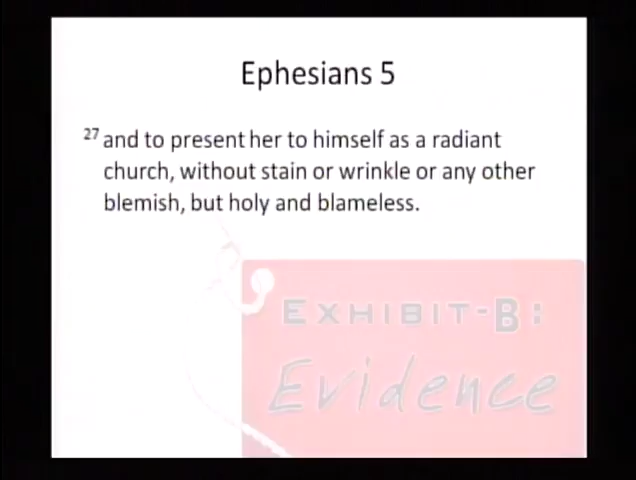 Ephesians 5
27 and to present her to himself as a radiant
church, without stain or wrinkle or any other
blemish, but holy and blameless.
EXHIBIT-B:
Evidence